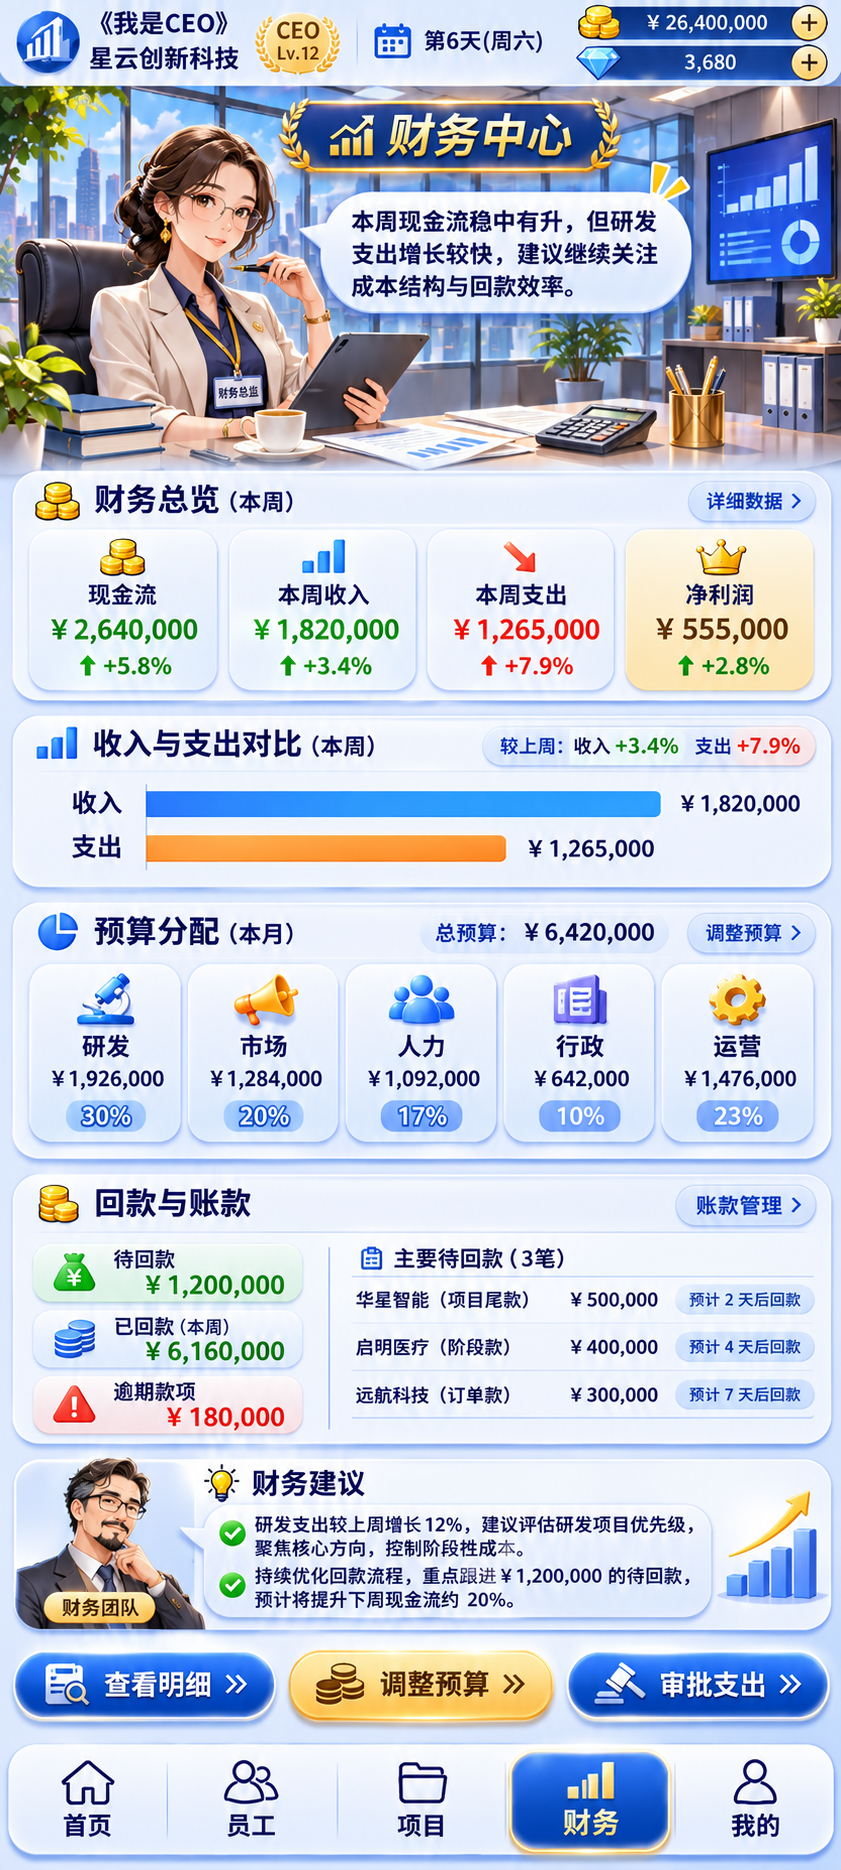 《我是CEO》
星云创新科技
CEO
Lv.12
第6天(周六)
¥ 26,400,000
3,680
财务中心
本周现金流稳中有升，但研发
支出增长较快，建议继续关注
成本结构与回款效率。
财务总监
财务总览（本周）
详细数据 >
现金流
¥ 2,640,000
+5.8%
本周收入
¥ 1,820,000
+3.4%
本周支出
¥ 1,265,000
+7.9%
净利润
¥ 555,000
+2.8%
收入与支出对比（本周）
较上周：收入 +3.4% 支出 +7.9%
收入
¥ 1,820,000
支出
¥ 1,265,000
预算分配（本月）
总预算： ¥ 6,420,000
调整预算 >
研发
¥1,926,000
30%
市场
¥1,284,000
20%
人力
¥1,092,000
17%
行政
¥642,000
10%
运营
¥1,476,000
23%
回款与账款
账款管理 >
待回款
¥ 1,200,000
已回款（本周）
¥ 6,160,000
逾期款项
¥ 180,000
主要待回款（3笔）
华星智能（项目尾款） ¥ 500,000 预计 2 天后回款
启明医疗（阶段款） ¥ 400,000 预计 4 天后回款
远航科技（订单款） ¥ 300,000 预计 7 天后回款
财务团队
财务建议
研发支出较上周增长 12%，建议评估研发项目优先级，
聚焦核心方向，控制阶段性成本。
持续优化回款流程，重点跟进 ¥1,200,000 的待回款，
预计将提升下周现金流约 20%。
查看明细 >>
调整预算 >>
审批支出 >>
首页
员工
项目
财务
我的